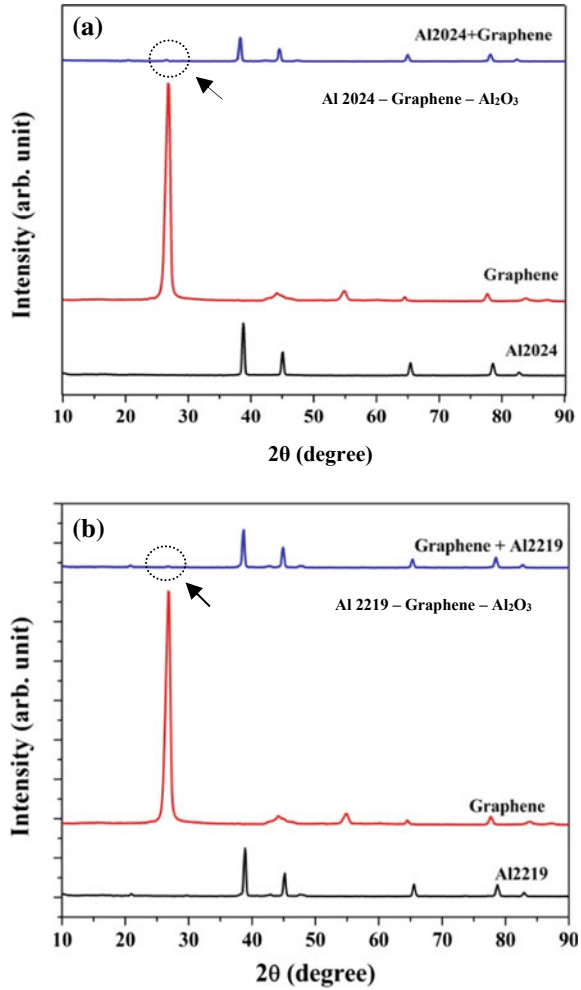 (a)
Al2024+Graphene
Al 2024 – Graphene – Al₂O₃
Graphene
Al2024
Intensity (arb. unit)
10 20 30 40 50 60 70 80 90
2θ (degree)
(b)
Graphene + Al2219
Al 2219 – Graphene – Al₂O₃
Graphene
Al2219
Intensity (arb. unit)
10 20 30 40 50 60 70 80 90
2θ (degree)